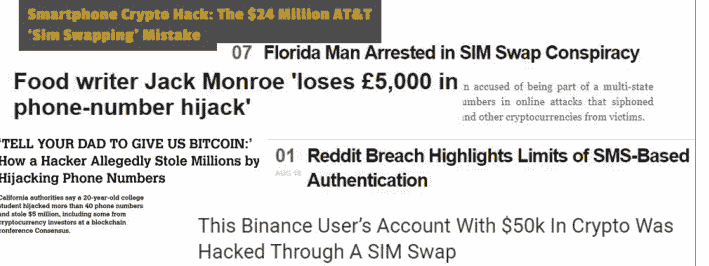 Smartphone Crypto Hack: The $24 Million AT&T
‘Sim Swapping’ Mistake
07 Florida Man Arrested in SIM Swap Conspiracy
Food writer Jack Monroe 'loses £5,000 in
phone-number hijack'
n accused of being part of a multi-state
umbers in online attacks that siphoned
nd other cryptocurrencies from victims.
'TELL YOUR DAD TO GIVE US BITCOIN:'
How a Hacker Allegedly Stole Millions by
Hijacking Phone Numbers
California authorities say a 20-year-old college
student hijacked more than 40 phone numbers
and stole $5 million, including some from
cryptocurrency investors at a blockchain
conference Consensus.
01 Reddit Breach Highlights Limits of SMS-Based
AUG 18
Authentication
This Binance User’s Account With $50k In Crypto Was
Hacked Through A SIM Swap